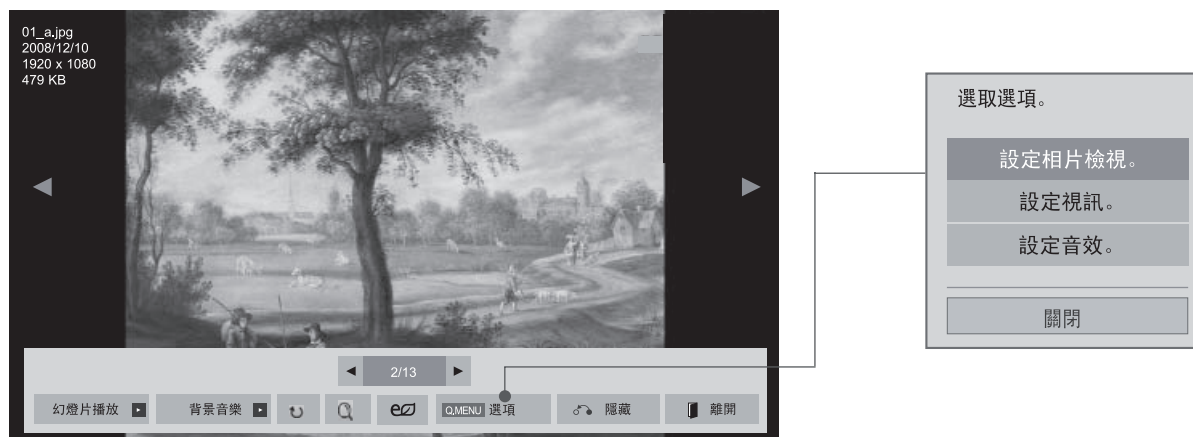 01_a.jpg
2008/12/10
1920 x 1080
479 KB
2/13
幻燈片播放
背景音樂
Q.MENU 選項
隱藏
離開
選取選項。
設定相片檢視。
設定視訊。
設定音效。
關閉